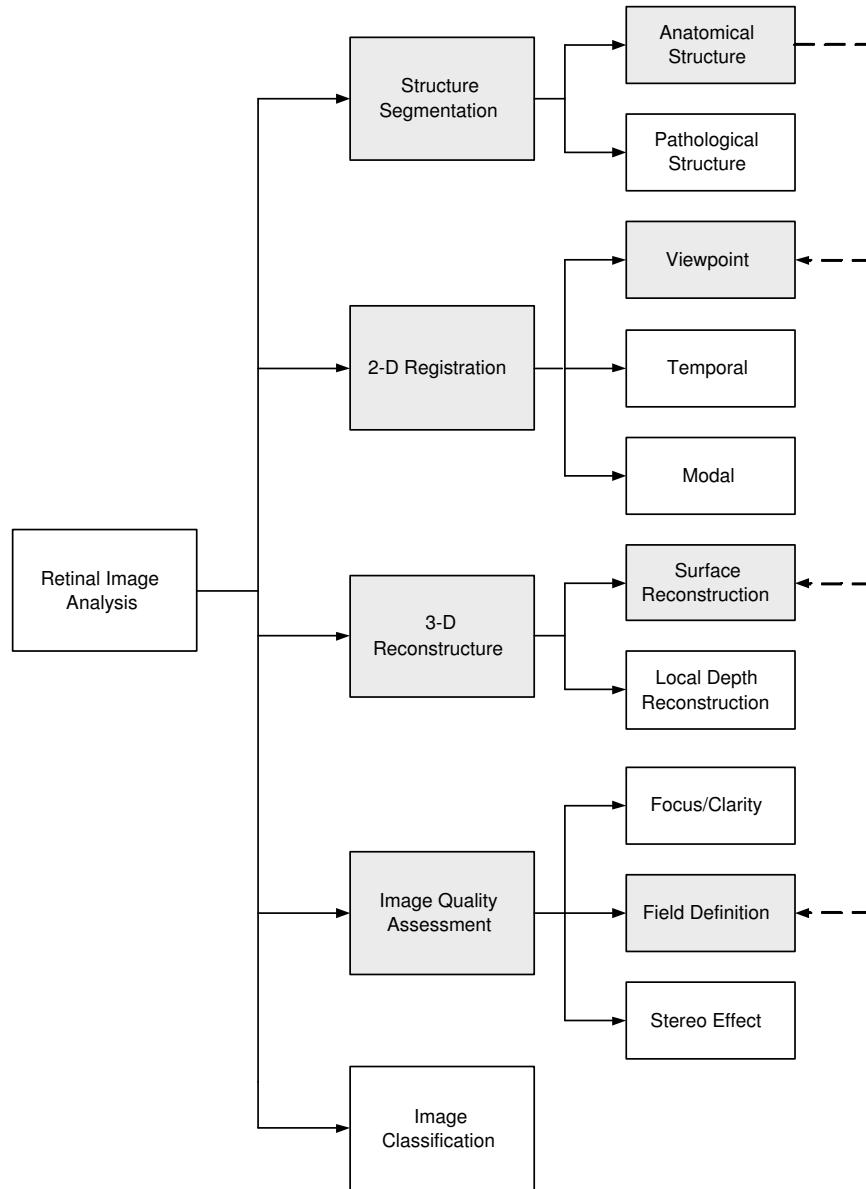 Retinal Image
Analysis
Structure
Segmentation
Anatomical
Structure
Pathological
Structure
2-D Registration
Viewpoint
Temporal
Modal
3-D
Reconstructure
Surface
Reconstruction
Local Depth
Reconstruction
Image Quality
Assessment
Focus/Clarity
Field Definition
Stereo Effect
Image
Classification